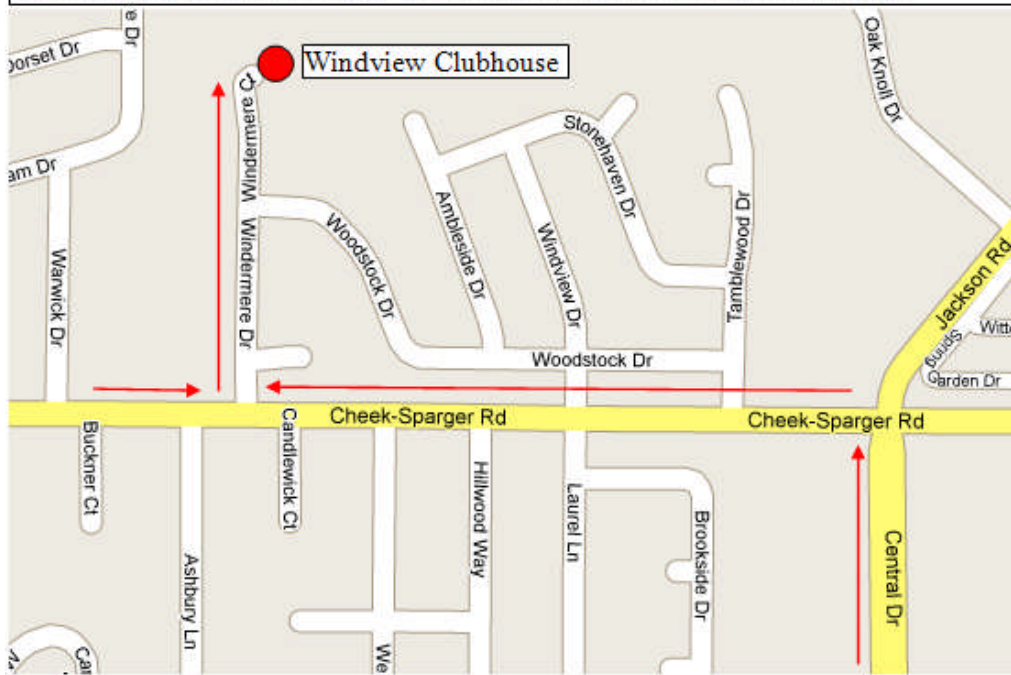 Dorset Dr
Windview Clubhouse
Oak Knoll Dr
Windermere Ct
Stonehaven Dr
Ambleside Dr
Tamblewood Dr
Woodstock Dr
Windview Dr
Warwick Dr
Windermere Dr
Jackson Rd
Woodstock Dr
Spring
Garden Dr
Cheek-Sparger Rd
Cheek-Sparger Rd
Buckner Ct
Candlewick Ct
Hillwood Way
Laurel Ln
Brookside Dr
Central Dr
Ashbury Ln